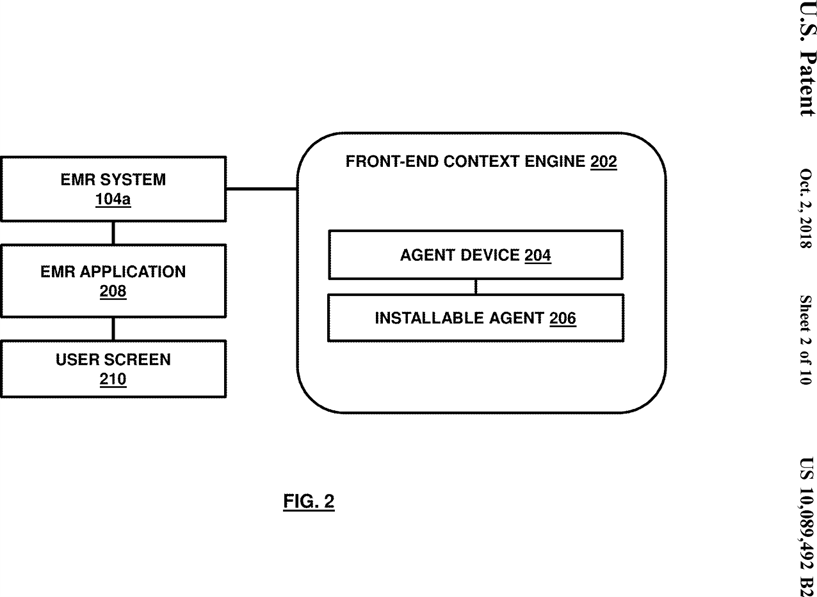 U.S. Patent
Oct. 2, 2018
Sheet 2 of 10
US 10,089,492 B2
EMR SYSTEM
104a
EMR APPLICATION
208
USER SCREEN
210
FRONT-END CONTEXT ENGINE 202
AGENT DEVICE 204
INSTALLABLE AGENT 206
FIG. 2